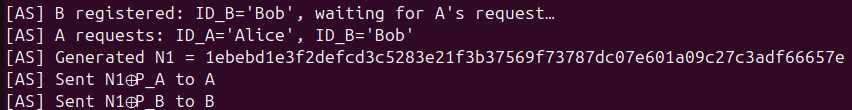 [AS] B registered: ID_B='Bob', waiting for A's request…
[AS] A requests: ID_A='Alice', ID_B='Bob'
[AS] Generated N1 = 1ebebd1e3f2defcd3c5283e21f3b37569f73787dc07e601a09c27c3adf66657e
[AS] Sent N1⊕P_A to A
[AS] Sent N1⊕P_B to B